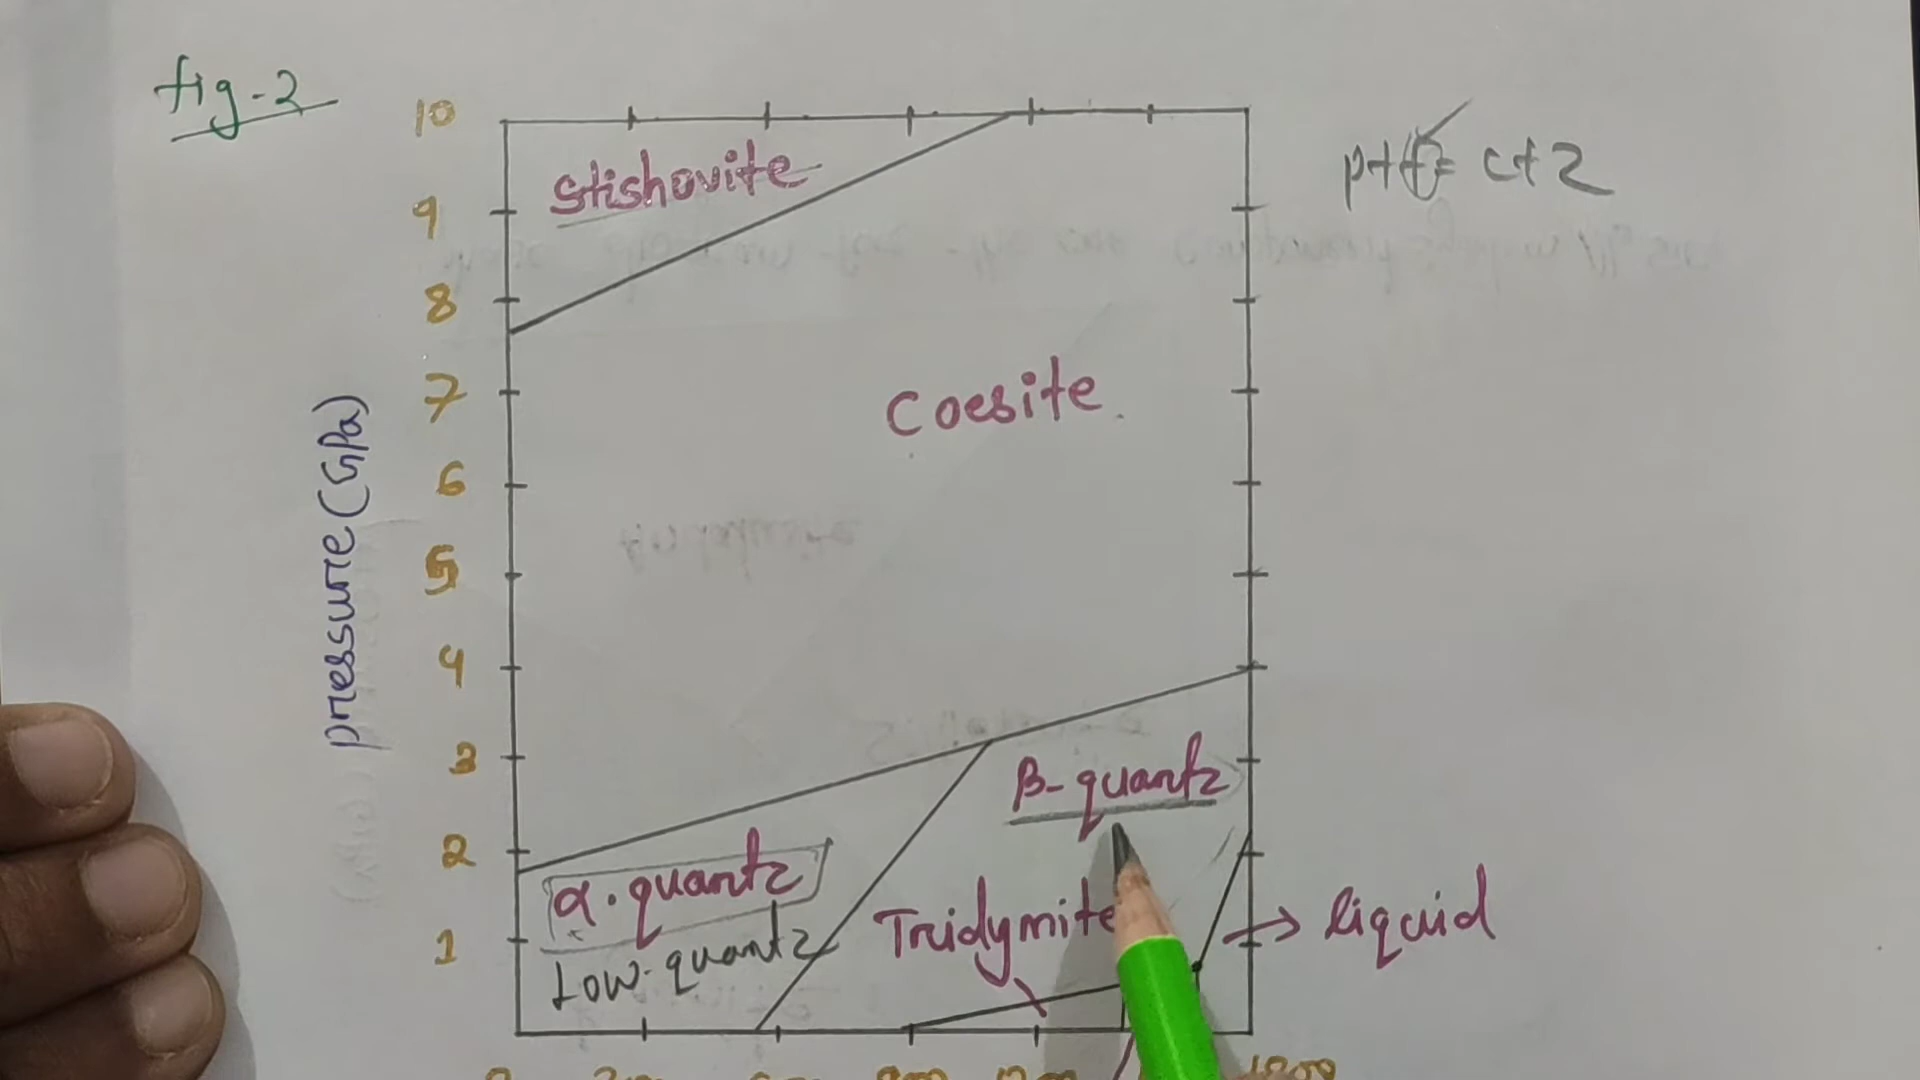 fig-2
10
Stishovite
p+f= c+2
9
8
7
Coesite
6
pressure (GPa)
5
4
3
β-quartz
2
α-quartz
Tridymite
liquid
1
Low-quartz